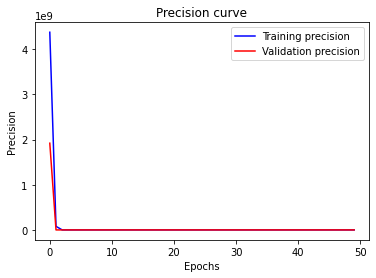 Precision curve
1e9
Training precision
Validation precision
4
3
2
1
0
Precision
0 10 20 30 40 50
Epochs